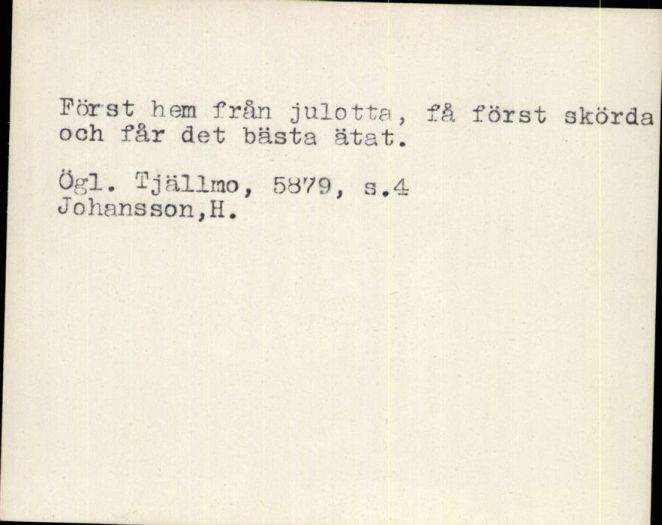 Först hem från julotta, få först skörda
och får det bästa ätat.
Ögl. Tjällmo, 5879, s.4
Johansson,H.